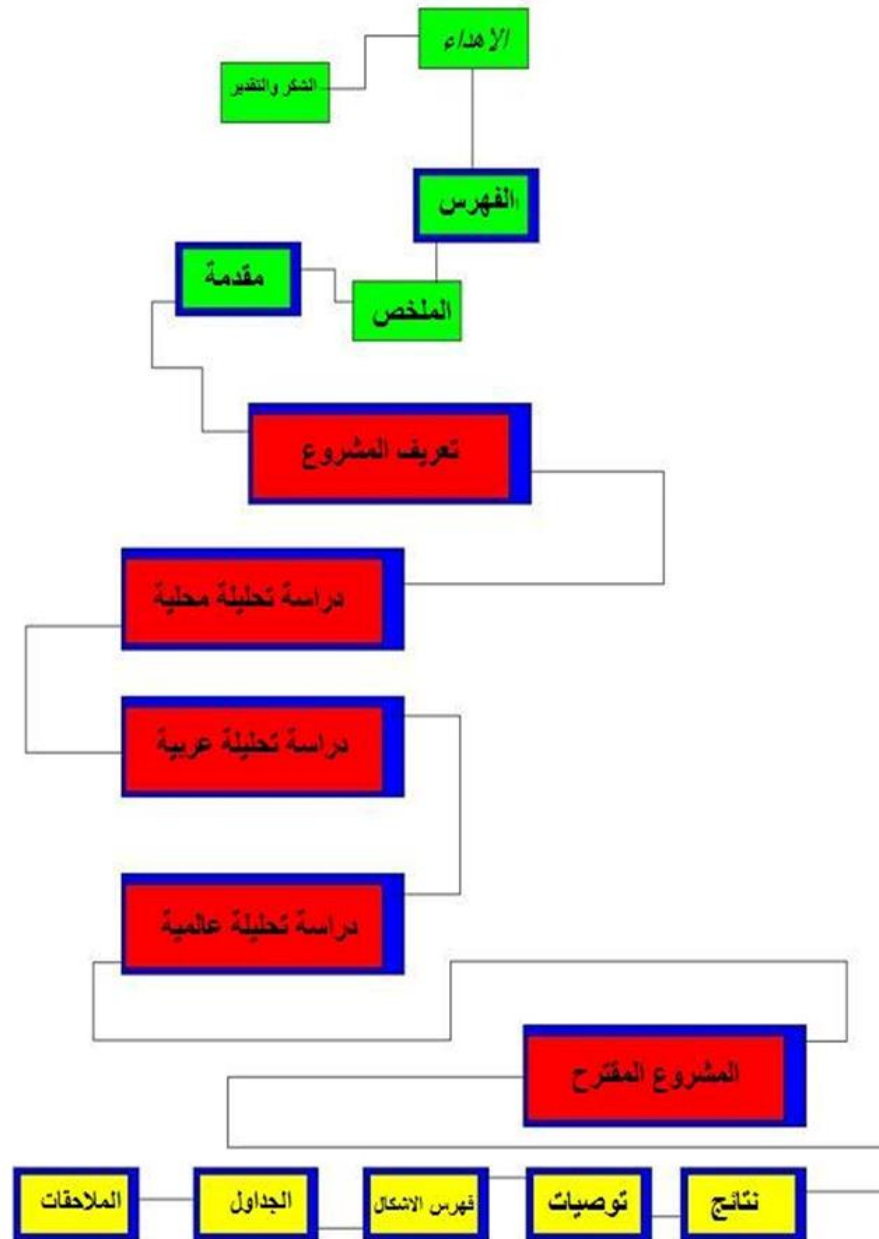 الاهداء
الشكر والتقدير
الفهرس
مقدمة
الملخص
تعريف المشروع
دراسة تحليلة محلية
دراسة تحليلة عربية
دراسة تحليلة عالمية
المشروع المقترح
نتائج
توصيات
فهرس الاشكال
الجداول
الملاحقات